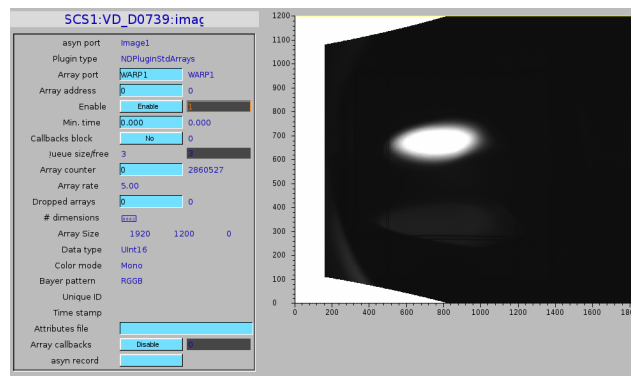 SCS1:VD_D0739:imag
asyn port Image1
Plugin type NDPluginStdArrays
Array port WARP1 WARP1
Array address 0 0
Enable Enable 1
Min. time 0.000 0.000
Callbacks block No 0
ueue size/free 3 3
Array counter 0 2860527
Array rate 5.00
Dropped arrays 0 0
# dimensions
Array Size 1920 1200 0
Data type UInt16
Color mode Mono
Bayer pattern RGGB
Unique ID
Time stamp
Attributes file
Array callbacks Disable 0
asyn record
1200
1100
1000
900
800
700
600
500
400
300
200
100
0
0 200 400 600 800 1000 1200 1400 1600 180